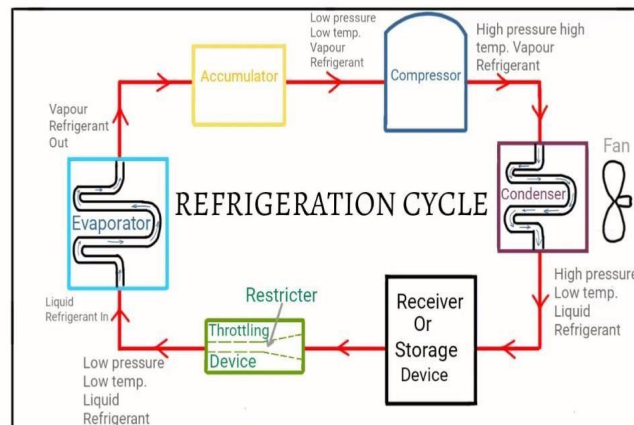 Low pressure
Low temp.
Vapour
Refrigerant
High pressure high
temp. Vapour
Refrigerant
Accumulator
Compressor
Vapour
Refrigerant
Out
Fan
Evaporator
REFRIGERATION CYCLE
Condenser
Liquid
Refrigerant In
Restricter
Throttling
Device
Receiver
Or
Storage
Device
High pressure
Low temp.
Liquid
Refrigerant
Low pressure
Low temp.
Liquid
Refrigerant